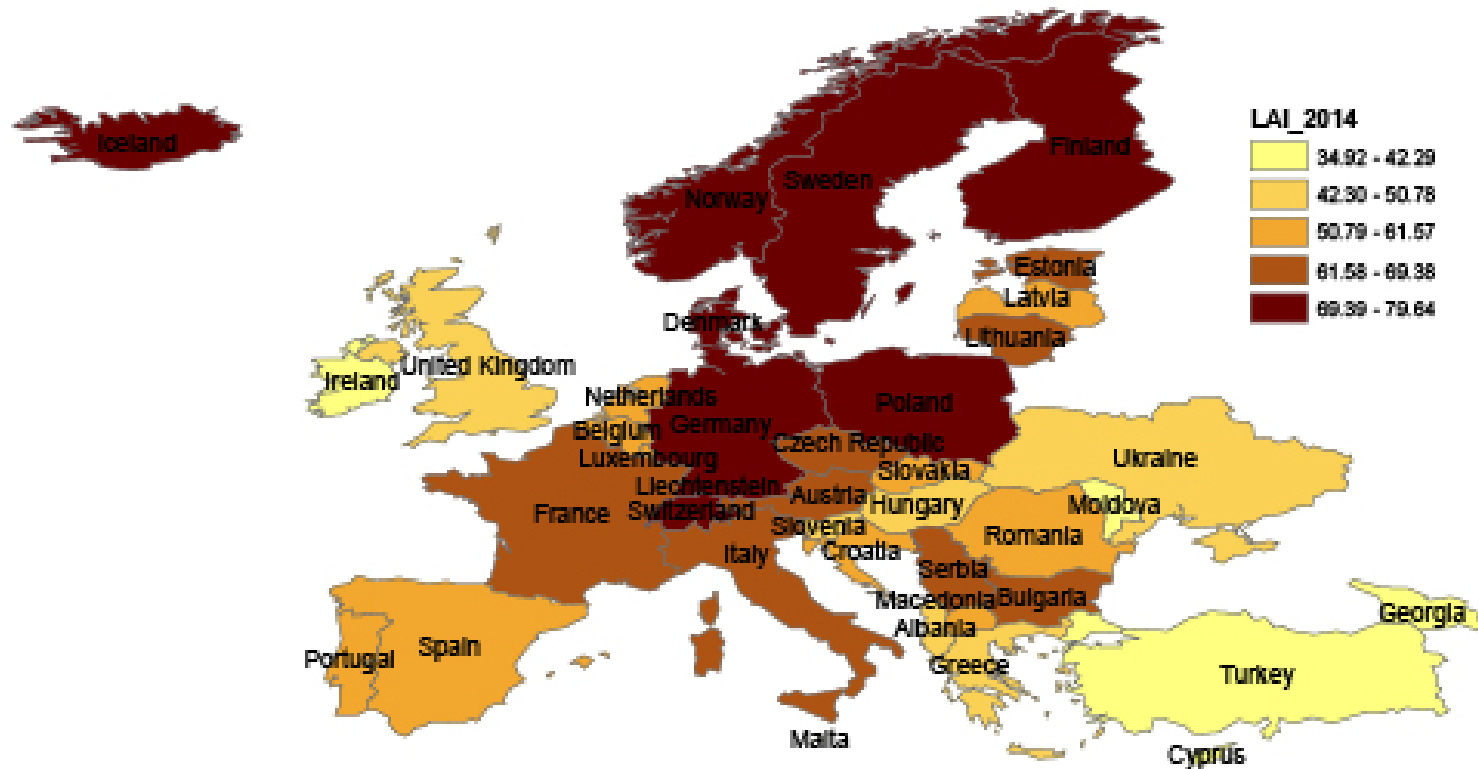 Iceland
LAI_2014
34.92 - 42.29
42.30 - 50.78
50.79 - 61.57
61.58 - 69.38
69.39 - 79.64
Finland
Sweden
Norway
Estonia
Latvia
Denmark
Lithuania
United Kingdom
Ireland
Netherlands
Poland
Belgium
Germany
Czech Republic
Luxembourg
Ukraine
Slovakia
Liechtenstein
Austria
Hungary
Moldova
France
Switzerland
Slovenia
Romania
Croatia
Italy
Serbia
Macedonia
Bulgaria
Georgia
Albania
Spain
Portugal
Greece
Turkey
Malta
Cyprus